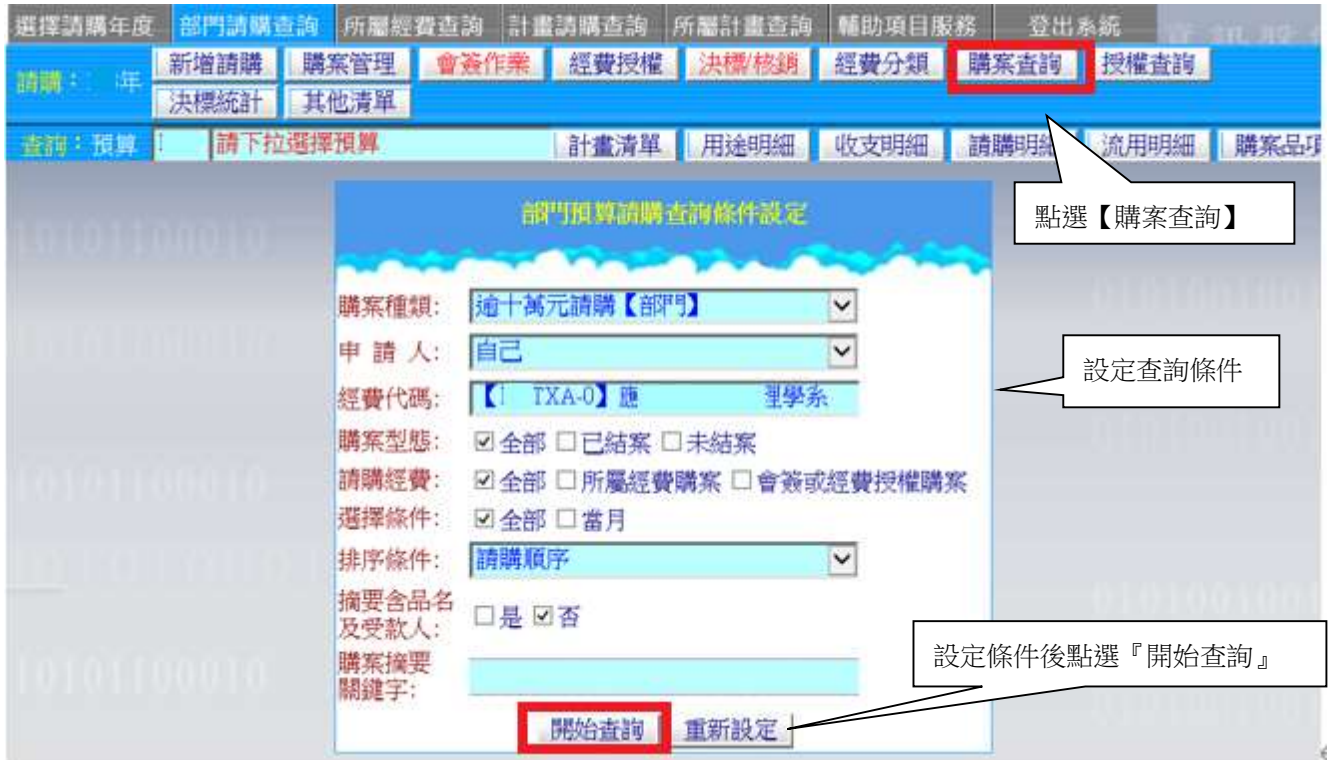 選擇請購年度 部門請購查詢 所屬經費查詢 計畫請購查詢 所屬計畫查詢 輔助項目服務 登出系統
請購: 年 新增請購 購案管理 會簽作業 經費授權 決標/核銷 經費分類 購案查詢 授權查詢
決標統計 其他清單
查詢:預算 請下拉選擇預算 計畫清單 用途明細 收支明細 請購明細 流用明細 購案品項
點選【購案查詢】
部門預算請購查詢條件設定
購案種類: 逾十萬元請購【部門】
申 請 人: 自己
設定查詢條件
經費代碼: 【 TXA-0】應 理學系
購案型態: 全部 已結案 未結案
請購經費: 全部 所屬經費購案 會簽或經費授權購案
選擇條件: 全部 當月
排序條件: 請購順序
摘要含品名
及受款人: 是 否
設定條件後點選『開始查詢』
購案摘要
關鍵字:
開始查詢 重新設定